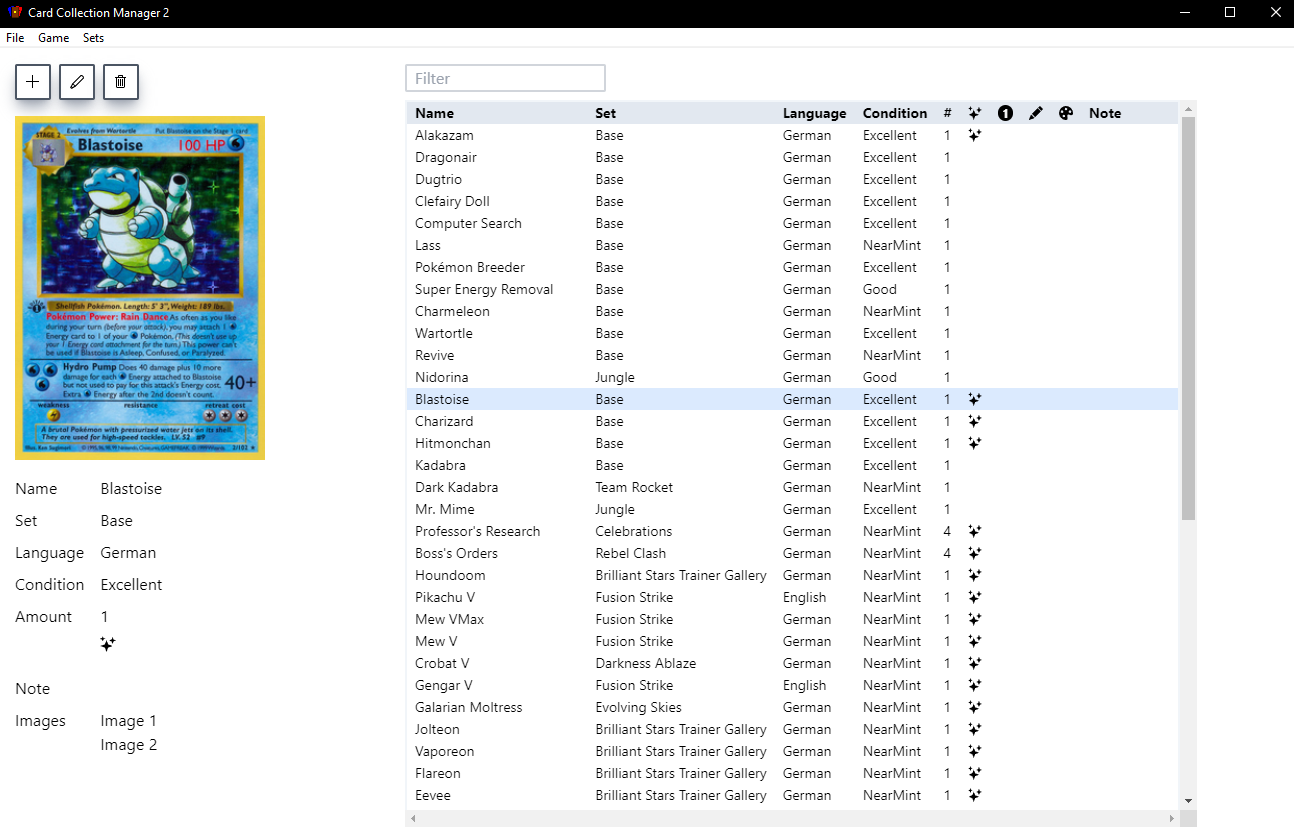 Card Collection Manager 2
File Game Sets
Filter
STAGE 2 Evolves from Wartortle Put Blastoise on the Stage 1 card
Blastoise 100 HP
Shellfish Pokémon. Length: 5' 3", Weight: 189 lbs.
Pokémon Power: Rain Dance As often as you like
during your turn (before your attack), you may attach 1
Energy card to 1 of your Pokémon. (This doesn't use up
your 1 Energy card attachment for the turn.) This power can't
be used if Blastoise is Asleep, Confused, or Paralyzed.
Hydro Pump Does 40 damage plus 10 more
damage for each Energy attached to Blastoise
but not used to pay for this attack's Energy cost. 40+
Extra Energy after the 2nd doesn't count.
weakness resistance retreat cost
A brutal Pokémon with pressurized water jets on its shell.
They are used for high-speed tackles. LV. 52 #9
2/102
Name Blastoise
Set Base
Language German
Condition Excellent
Amount 1
Note
Images Image 1
Image 2
Name Set Language Condition # 1 Note
Alakazam Base German Excellent 1
Dragonair Base German Excellent 1
Dugtrio Base German Excellent 1
Clefairy Doll Base German Excellent 1
Computer Search Base German Excellent 1
Lass Base German NearMint 1
Pokémon Breeder Base German Excellent 1
Super Energy Removal Base German Good 1
Charmeleon Base German NearMint 1
Wartortle Base German Excellent 1
Revive Base German NearMint 1
Nidorina Jungle German Good 1
Blastoise Base German Excellent 1
Charizard Base German Excellent 1
Hitmonchan Base German Excellent 1
Kadabra Base German Excellent 1
Dark Kadabra Team Rocket German NearMint 1
Mr. Mime Jungle German Excellent 1
Professor's Research Celebrations German NearMint 4
Boss's Orders Rebel Clash German NearMint 4
Houndoom Brilliant Stars Trainer Gallery German NearMint 1
Pikachu V Fusion Strike English NearMint 1
Mew VMax Fusion Strike German NearMint 1
Mew V Fusion Strike German NearMint 1
Crobat V Darkness Ablaze German NearMint 1
Gengar V Fusion Strike English NearMint 1
Galarian Moltress Evolving Skies German NearMint 1
Jolteon Brilliant Stars Trainer Gallery German NearMint 1
Vaporeon Brilliant Stars Trainer Gallery German NearMint 1
Flareon Brilliant Stars Trainer Gallery German NearMint 1
Eevee Brilliant Stars Trainer Gallery German NearMint 1